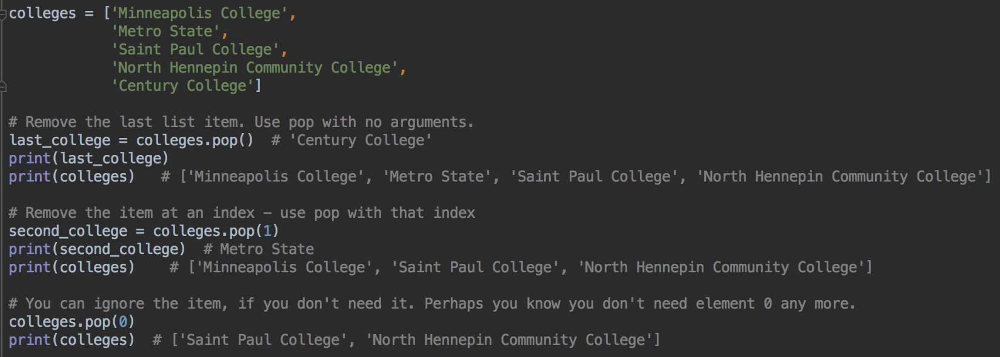 colleges = ['Minneapolis College',
            'Metro State',
            'Saint Paul College',
            'North Hennepin Community College',
            'Century College']

# Remove the last list item. Use pop with no arguments.
last_college = colleges.pop()  # 'Century College'
print(last_college)
print(colleges)   # ['Minneapolis College', 'Metro State', 'Saint Paul College', 'North Hennepin Community College']

# Remove the item at an index – use pop with that index
second_college = colleges.pop(1)
print(second_college)  # Metro State
print(colleges)    # ['Minneapolis College', 'Saint Paul College', 'North Hennepin Community College']

# You can ignore the item, if you don't need it. Perhaps you know you don't need element 0 any more.
colleges.pop(0)
print(colleges)  # ['Saint Paul College', 'North Hennepin Community College']